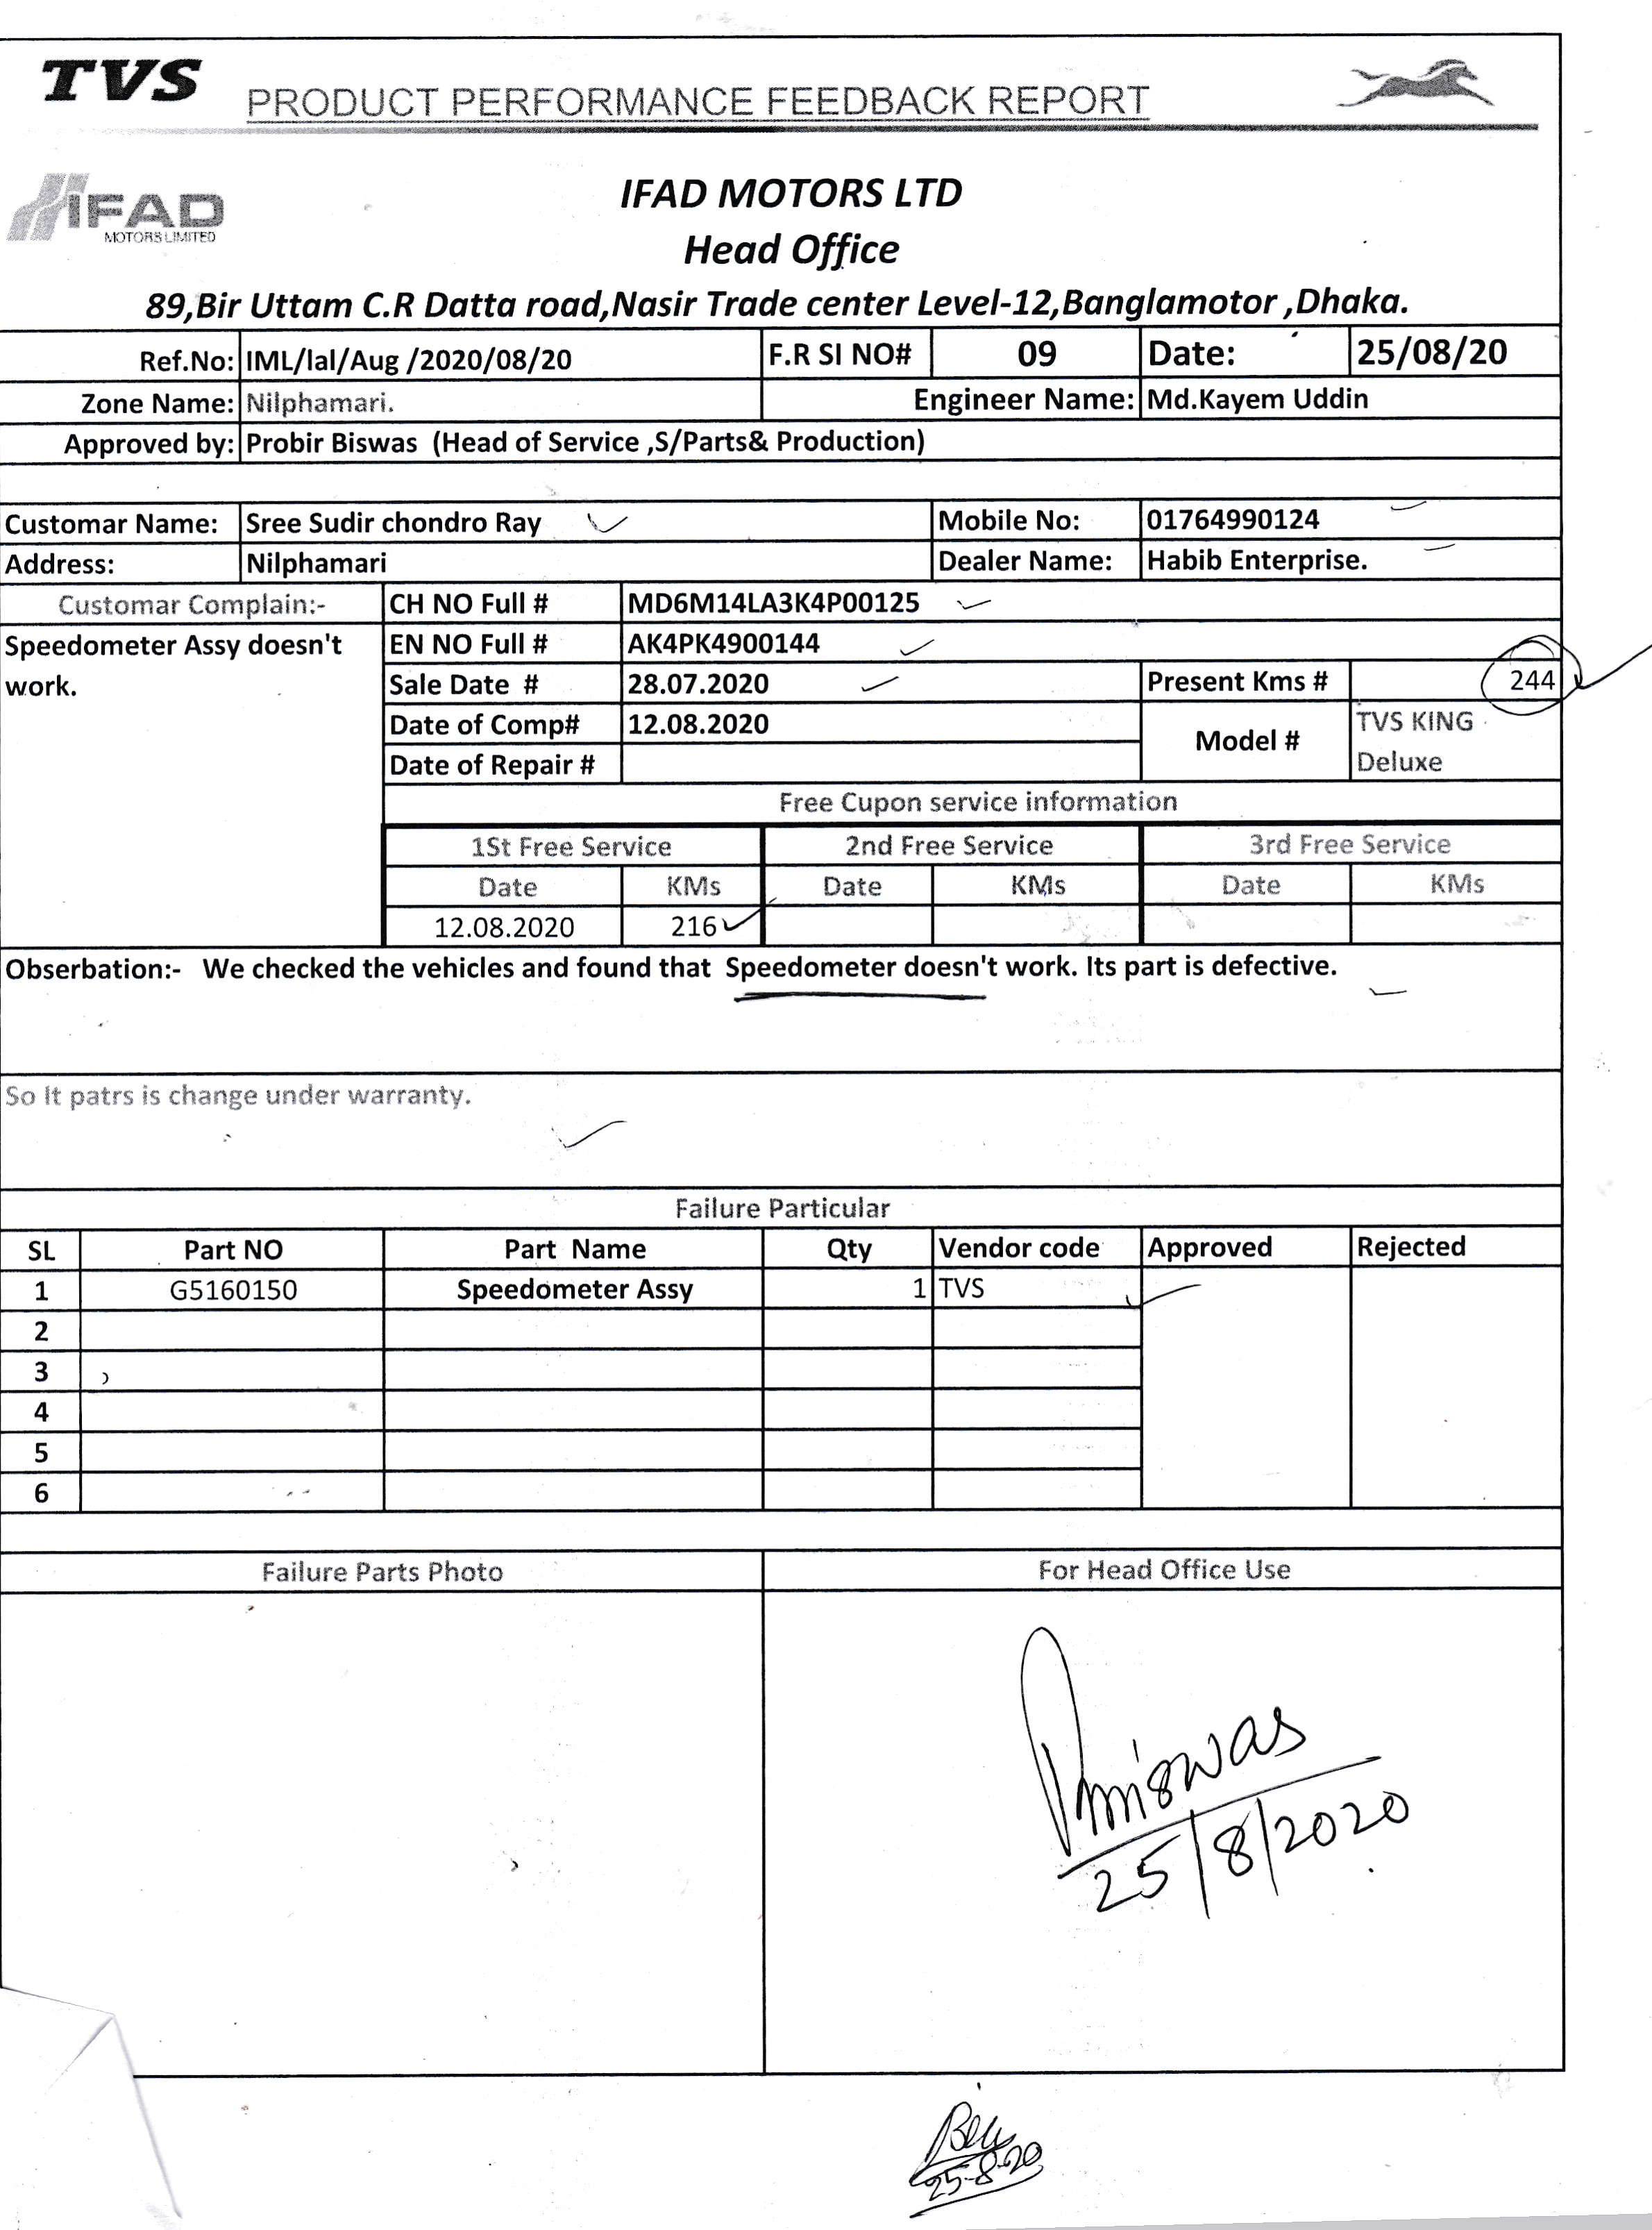 TVS PRODUCT PERFORMANCE FEEDBACK REPORT
IFAD
MOTORS LIMITED
IFAD MOTORS LTD
Head Office
89,Bir Uttam C.R Datta road,Nasir Trade center Level-12,Banglamotor ,Dhaka.
Ref.No: IML/lal/Aug /2020/08/20 F.R SI NO# 09 Date: 25/08/20
Zone Name: Nilphamari. Engineer Name: Md.Kayem Uddin
Approved by: Probir Biswas (Head of Service ,S/Parts& Production)
Customar Name: Sree Sudir chondro Ray Mobile No: 01764990124
Address: Nilphamari Dealer Name: Habib Enterprise.
Customar Complain:- CH NO Full # MD6M14LA3K4P00125
Speedometer Assy doesn't EN NO Full # AK4PK4900144
work. Sale Date # 28.07.2020 Present Kms # 244
Date of Comp# 12.08.2020 Model # TVS KING
Date of Repair # Deluxe
Free Cupon service information
1St Free Service 2nd Free Service 3rd Free Service
Date KMs Date KMs Date KMs
12.08.2020 216
Obserbation:- We checked the vehicles and found that Speedometer doesn't work. Its part is defective.
So It patrs is change under warranty.
Failure Particular
SL Part NO Part Name Qty Vendor code Approved Rejected
1 G5160150 Speedometer Assy 1 TVS
2
3
4
5
6
Failure Parts Photo For Head Office Use
25/8/2020
25-8-20